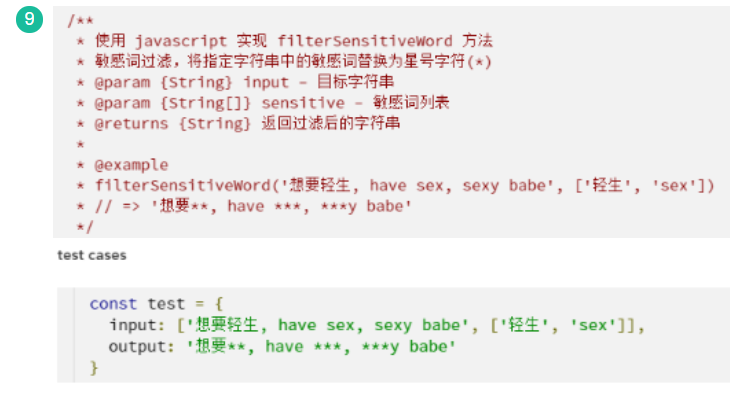 9
/**
* 使用 javascript 实现 filterSensitiveWord 方法
* 敏感词过滤，将指定字符串中的敏感词替换为星号字符(*)
* @param {String} input - 目标字符串
* @param {String[]} sensitive - 敏感词列表
* @returns {String} 返回过滤后的字符串
*
* @example
* filterSensitiveWord('想要轻生, have sex, sexy babe', ['轻生', 'sex'])
* // => '想要**, have ***, ***y babe'
*/
test cases
const test = {
input: ['想要轻生, have sex, sexy babe', ['轻生', 'sex']],
output: '想要**, have ***, ***y babe'
}